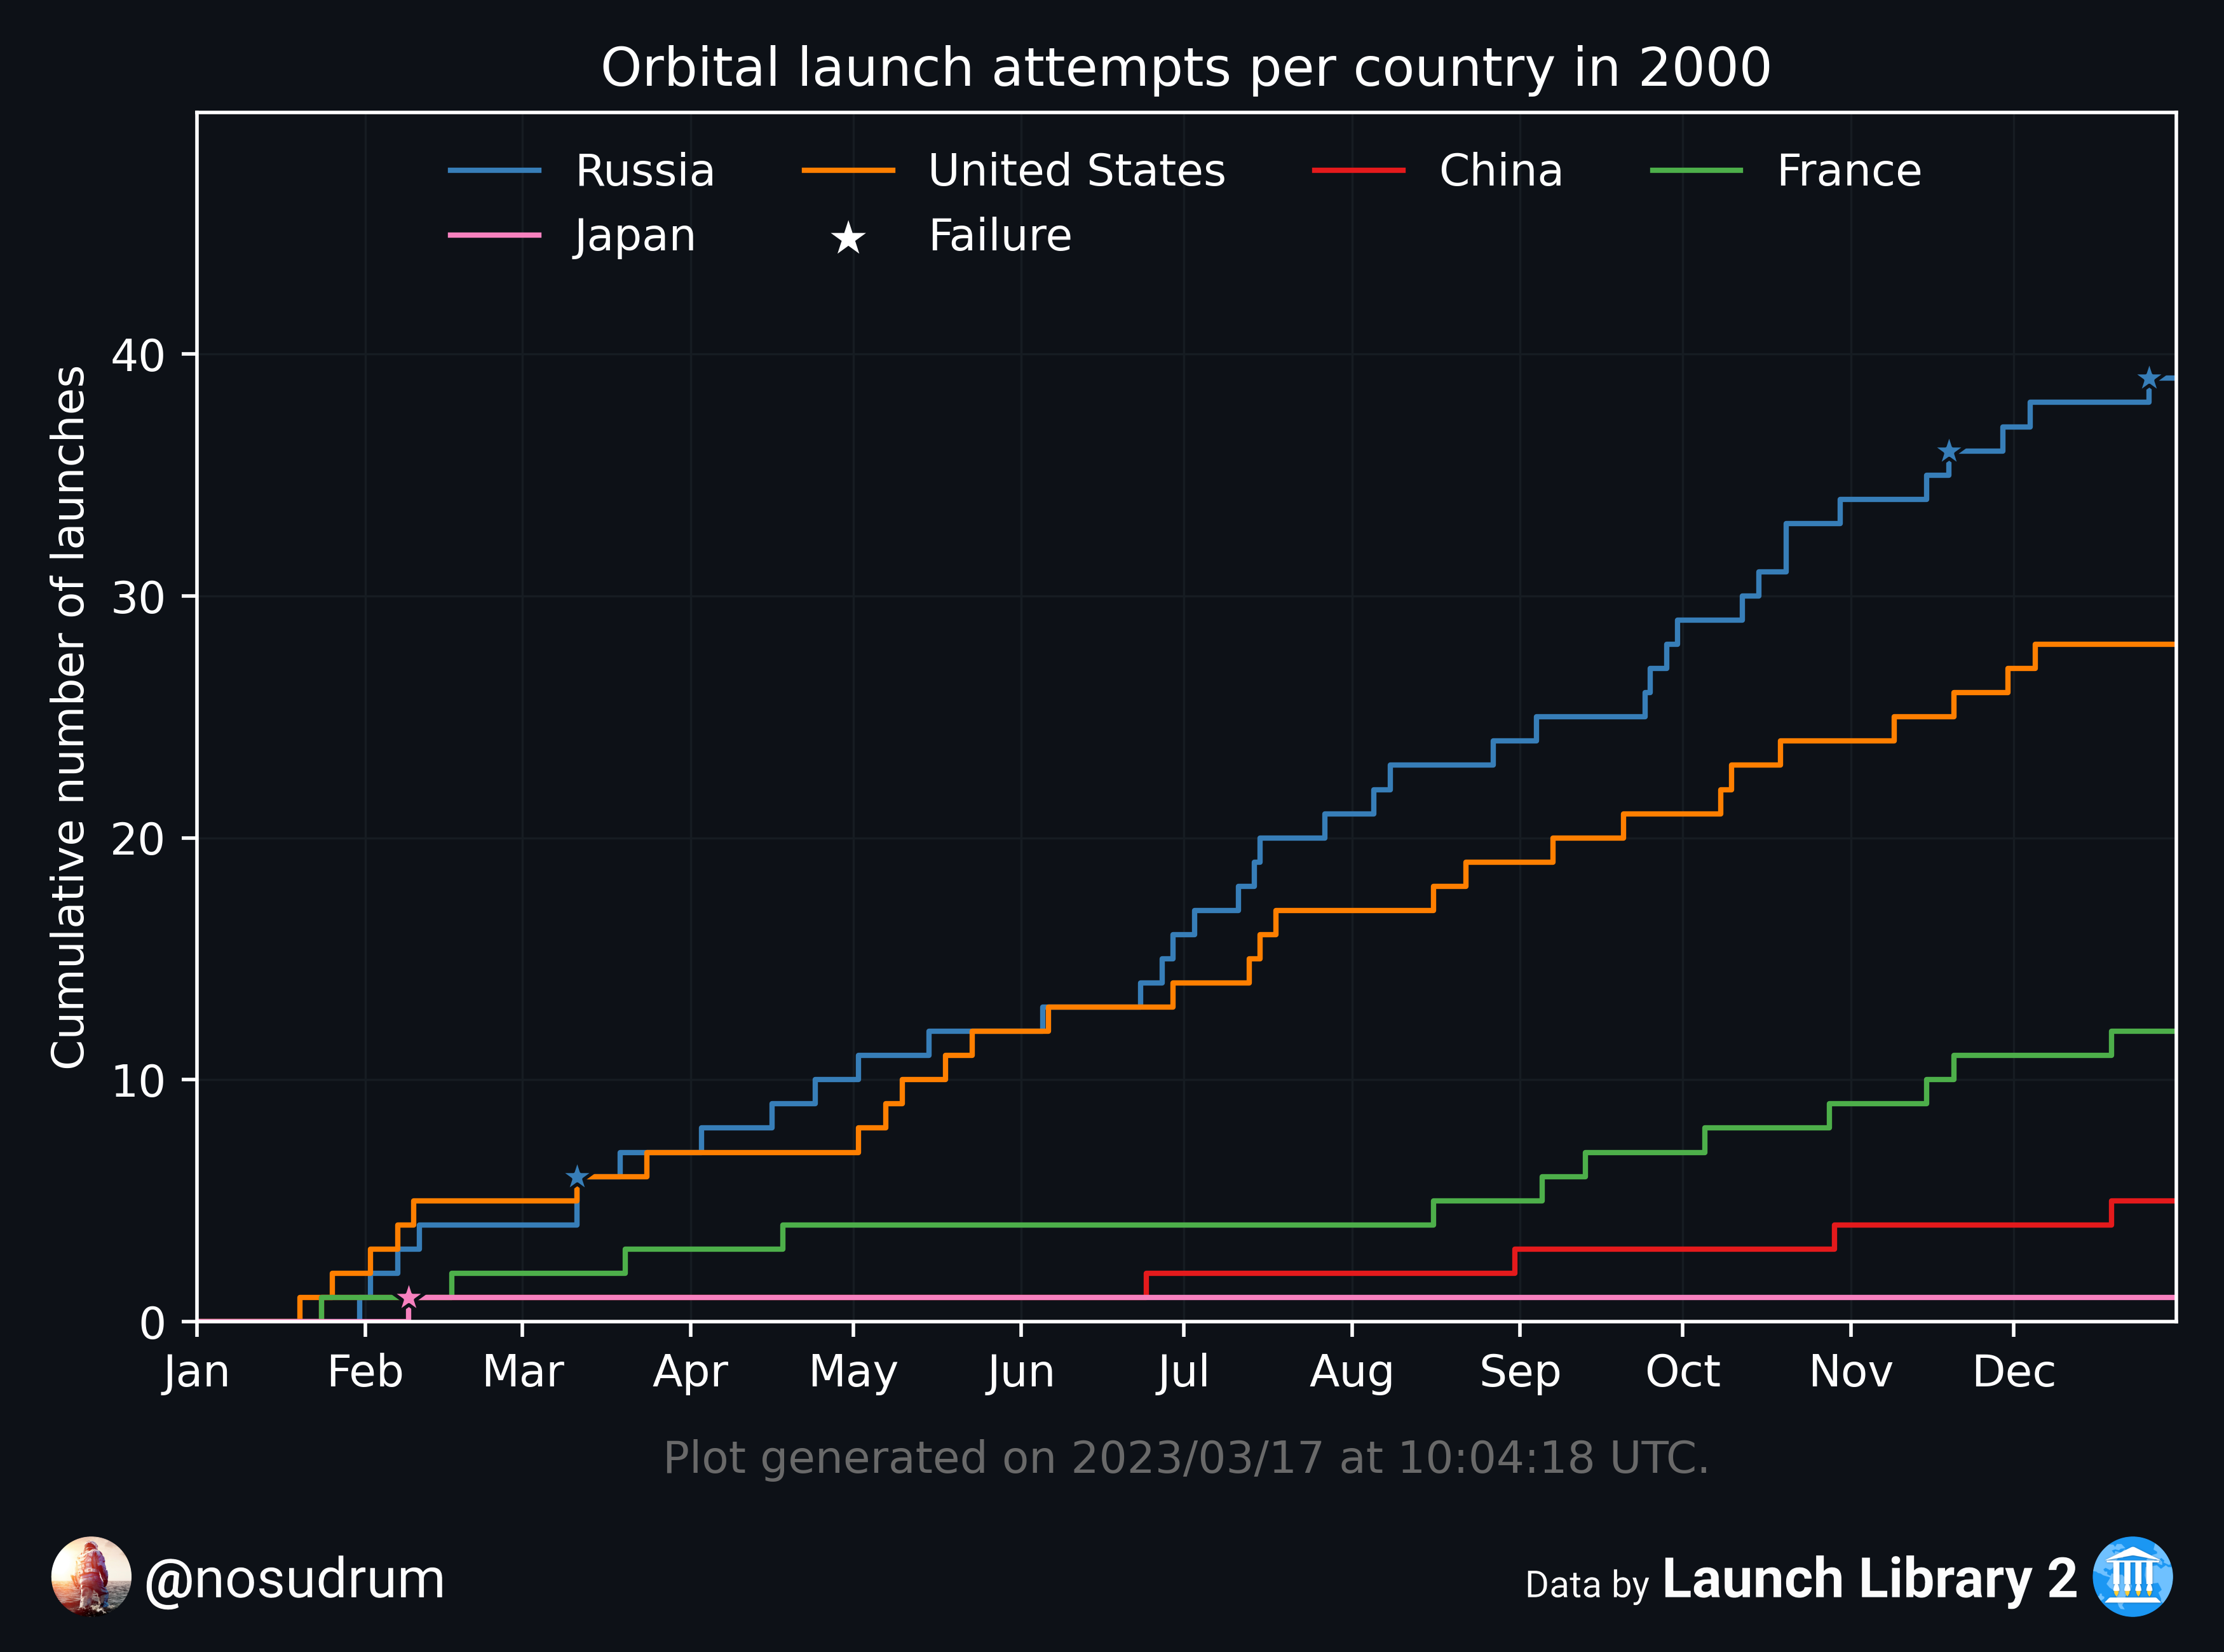 Orbital launch attempts per country in 2000
Russia United States China France
Japan Failure
Cumulative number of launches
40
30
20
10
0
Jan Feb Mar Apr May Jun Jul Aug Sep Oct Nov Dec
Plot generated on 2023/03/17 at 10:04:18 UTC.
@nosudrum
Data by Launch Library 2